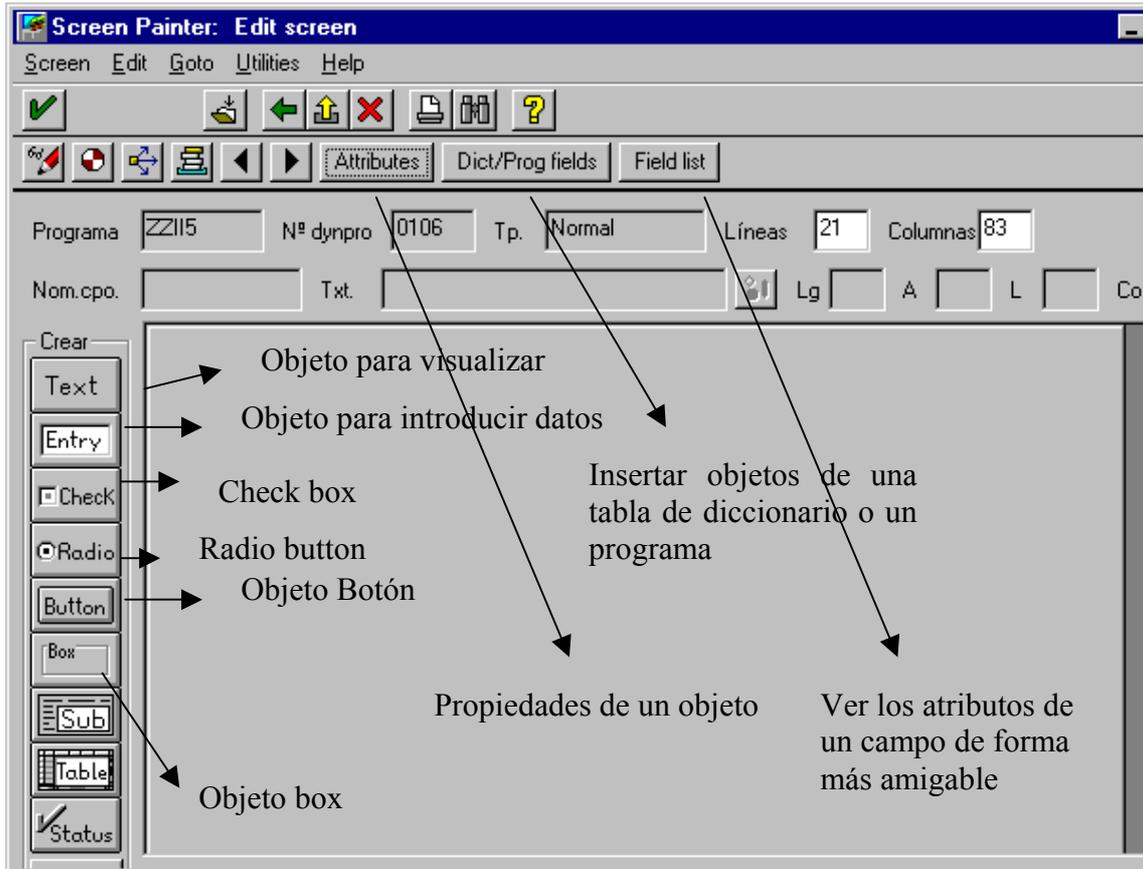 Screen Painter: Edit screen
Screen Edit Goto Utilities Help
Attributes Dict/Prog fields Field list
Programa ZZII5 Nº dynpro 0106 Tp. Normal Líneas 21 Columnas 83
Nom.cpo. Txt. Lg A L Co
Crear
Text
Objeto para visualizar
Entry
Objeto para introducir datos
Check
Check box
Radio
Radio button
Button
Objeto Botón
Box
Objeto box
Sub
Table
Status
Insertar objetos de una
tabla de diccionario o un
programa
Propiedades de un objeto
Ver los atributos de
un campo de forma
más amigable